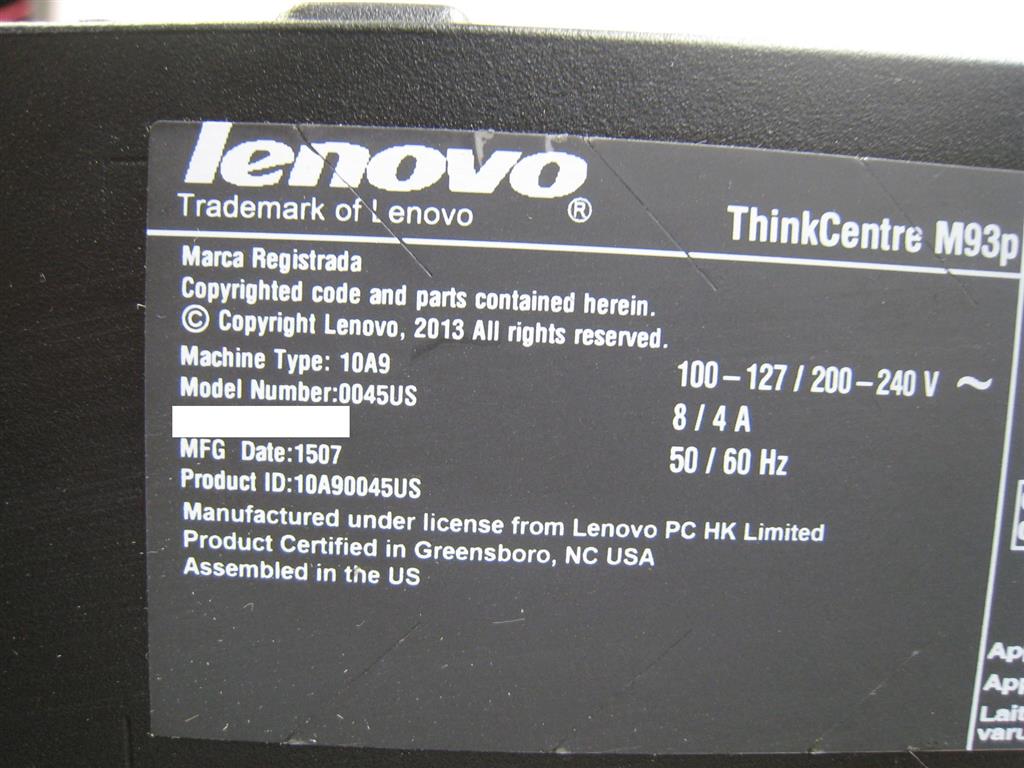 lenovo
Trademark of Lenovo ®
ThinkCentre M93p
Marca Registrada
Copyrighted code and parts contained herein.
© Copyright Lenovo, 2013 All rights reserved.
Machine Type: 10A9
Model Number:0045US
MFG Date:1507
Product ID:10A90045US
100–127 / 200–240 V ~
8 / 4 A
50 / 60 Hz
Manufactured under license from Lenovo PC HK Limited
Product Certified in Greensboro, NC USA
Assembled in the US